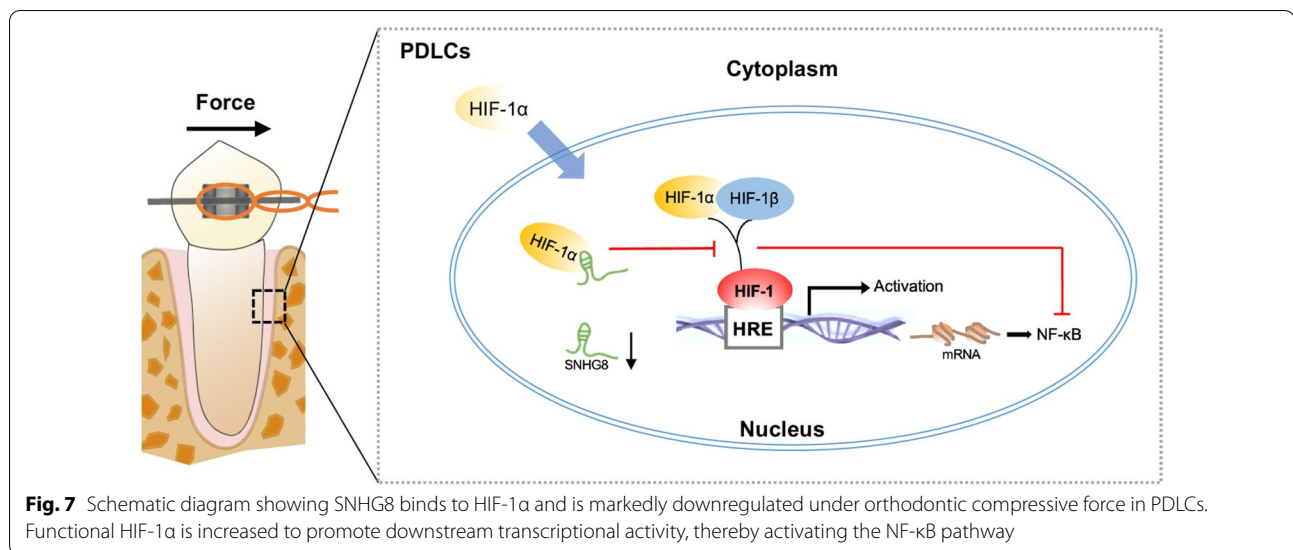 Force
PDLCs
Cytoplasm
HIF-1α
HIF-1α
HIF-1β
HIF-1α
HIF-1
HRE
Activation
SNHG8
mRNA
NF-κB
Nucleus
Fig. 7 Schematic diagram showing SNHG8 binds to HIF-1α and is markedly downregulated under orthodontic compressive force in PDLCs.
Functional HIF-1α is increased to promote downstream transcriptional activity, thereby activating the NF-κB pathway